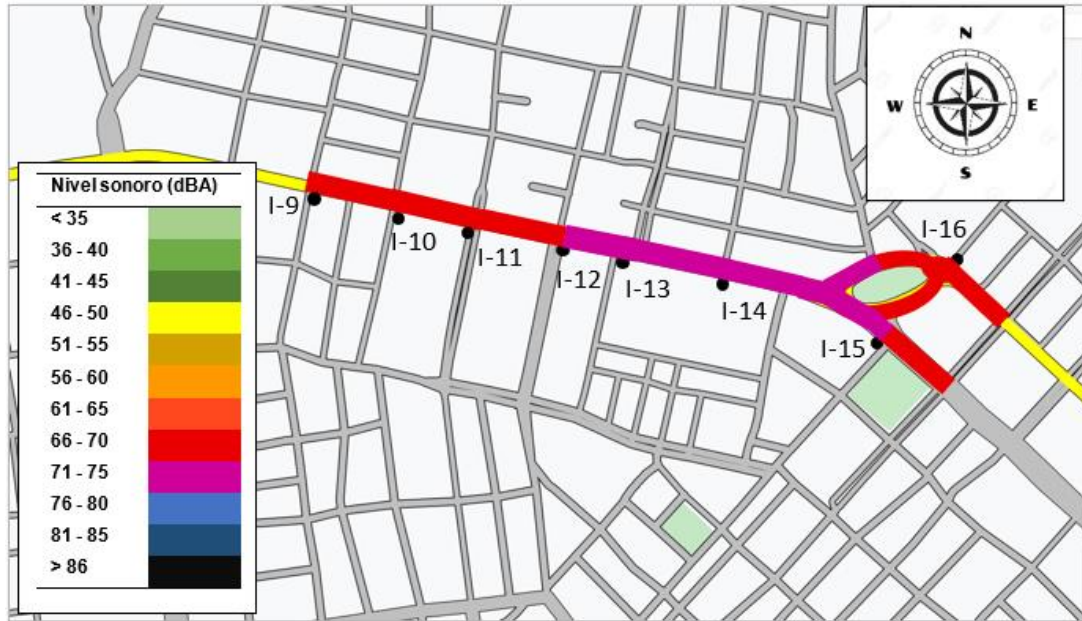 N
W
E
S
Nivel sonoro (dBA)
< 35
36 - 40
41 - 45
46 - 50
51 - 55
56 - 60
61 - 65
66 - 70
71 - 75
76 - 80
81 - 85
> 86
I-9
I-10
I-11
I-12
I-13
I-14
I-15
I-16